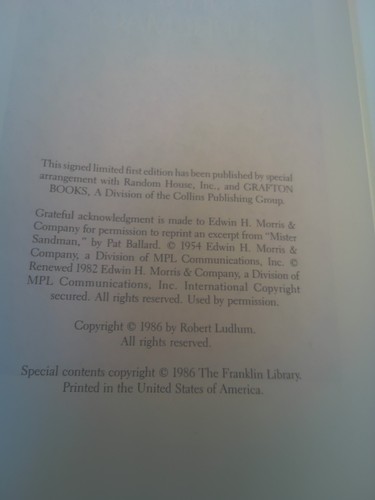 This signed limited first edition has been published by special
arrangement with Random House, Inc., and GRAFTON
BOOKS, A Division of the Collins Publishing Group.
Grateful acknowledgment is made to Edwin H. Morris &
Company for permission to reprint an excerpt from "Mister
Sandman," by Pat Ballard. © 1954 Edwin H. Morris &
Company, a Division of MPL Communications, Inc. ©
Renewed 1982 Edwin H. Morris & Company, a Division of
MPL Communications, Inc. International Copyright
secured. All rights reserved. Used by permission.
Copyright © 1986 by Robert Ludlum.
All rights reserved.
Special contents copyright © 1986 The Franklin Library.
Printed in the United States of America.